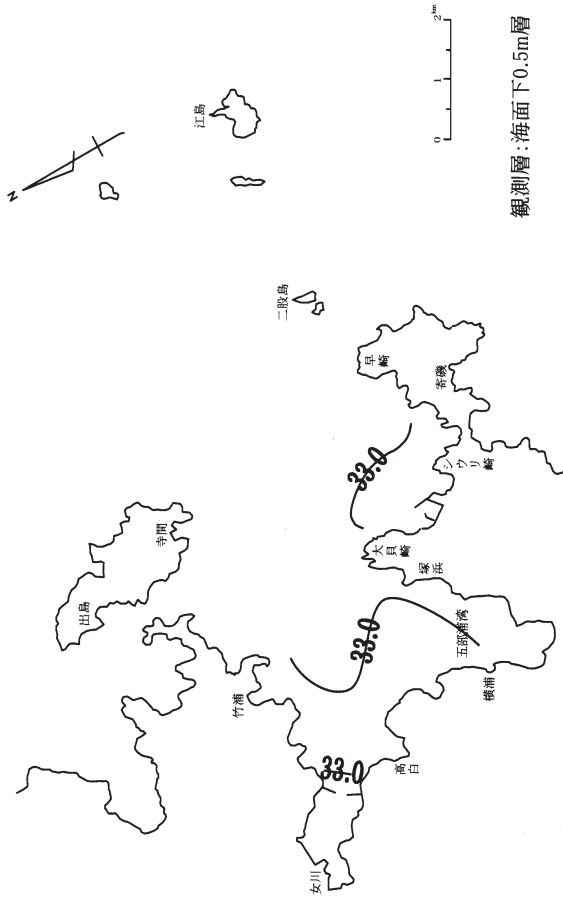 N
江島
0 1 2 km
観測層：海面下0.5m層
二股島
早崎
寄磯
シウリ崎
33.0
寺間
出島
大貝崎
塚浜
33.0
五部浦湾
竹浦
横浦
33.0
高白
女川